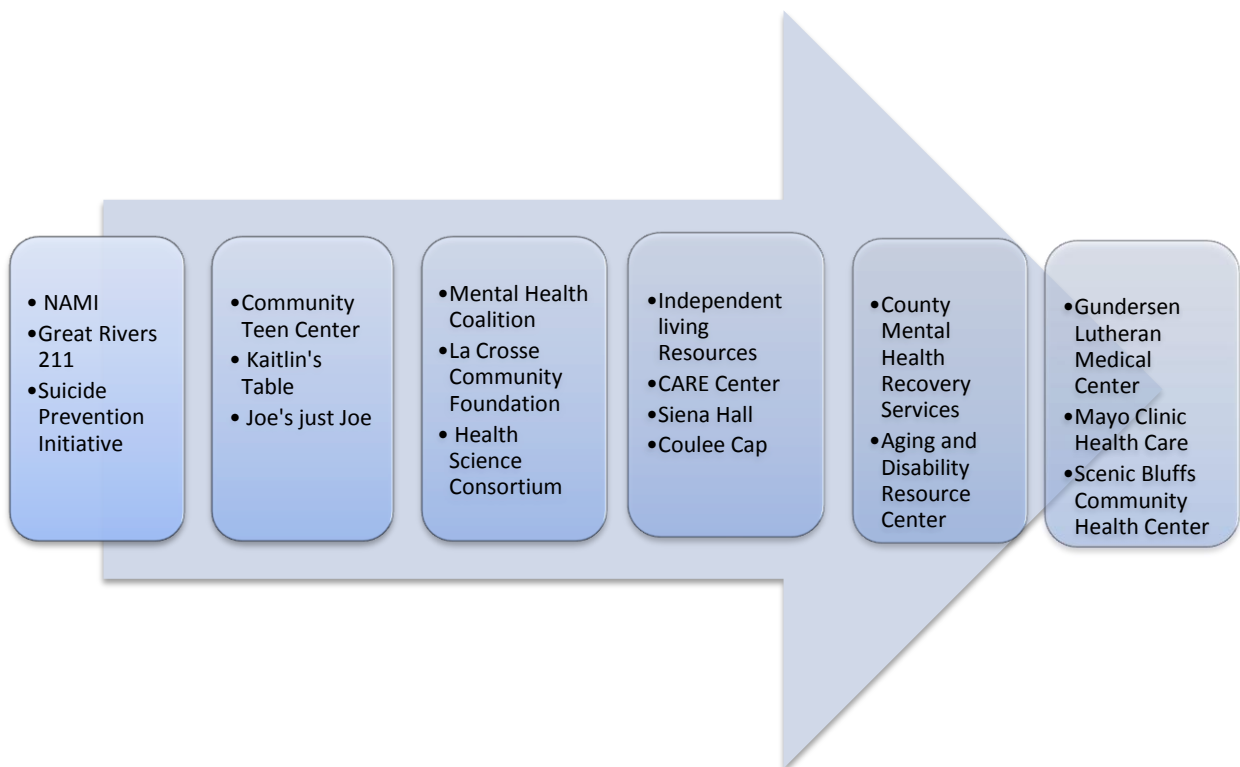 • NAMI
•Great Rivers
211
•Suicide
Prevention
Initiative
•Community
Teen Center
• Kaitlin's
Table
• Joe's just Joe
•Mental Health
Coalition
•La Crosse
Community
Foundation
• Health
Science
Consortium
•Independent
living
Resources
•CARE Center
•Siena Hall
•Coulee Cap
•County
Mental
Health
Recovery
Services
•Aging and
Disability
Resource
Center
•Gundersen
Lutheran
Medical
Center
•Mayo Clinic
Health Care
•Scenic Bluffs
Community
Health Center